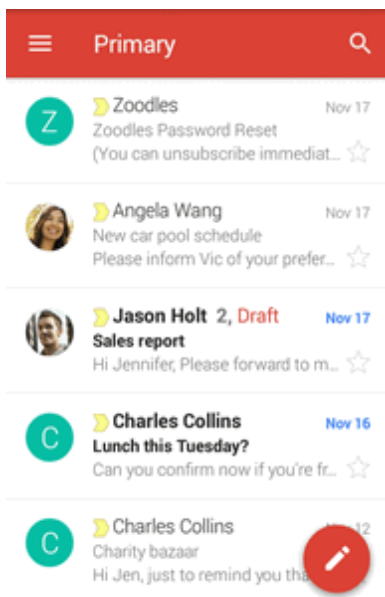 Primary
Z
Zoodles
Nov 17
Zoodles Password Reset
(You can unsubscribe immediat...
Angela Wang
Nov 17
New car pool schedule
Please inform Vic of your prefer...
Jason Holt 2, Draft
Nov 17
Sales report
Hi Jennifer, Please forward to m...
C
Charles Collins
Nov 16
Lunch this Tuesday?
Can you confirm now if you're fr...
C
Charles Collins
12
Charity bazaar
Hi Jen, just to remind you